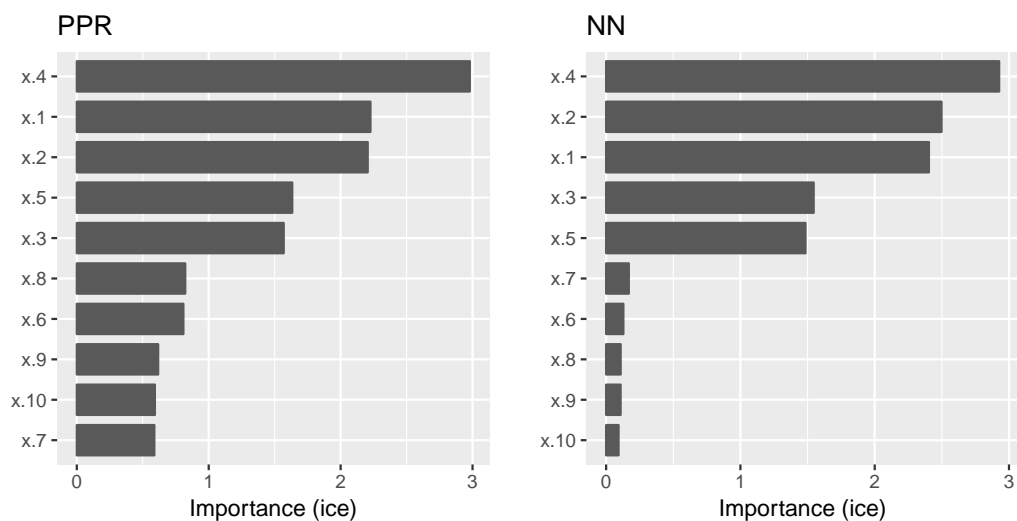 PPR
x.4
x.1
x.2
x.5
x.3
x.8
x.6
x.9
x.10
x.7
0 1 2 3
Importance (ice)
NN
x.4
x.2
x.1
x.3
x.5
x.7
x.6
x.8
x.9
x.10
0 1 2 3
Importance (ice)